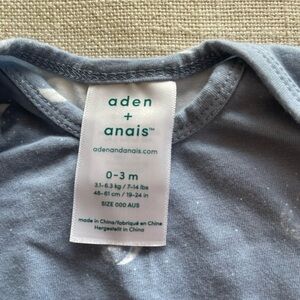 aden
+
anais™
adenandanais.com
0-3 m
3.1-6.3 kg / 7-14 lbs
48-61 cm / 19-24 in
SIZE 000 AUS
made in China/fabriqué en Chine
Hergestellt in China